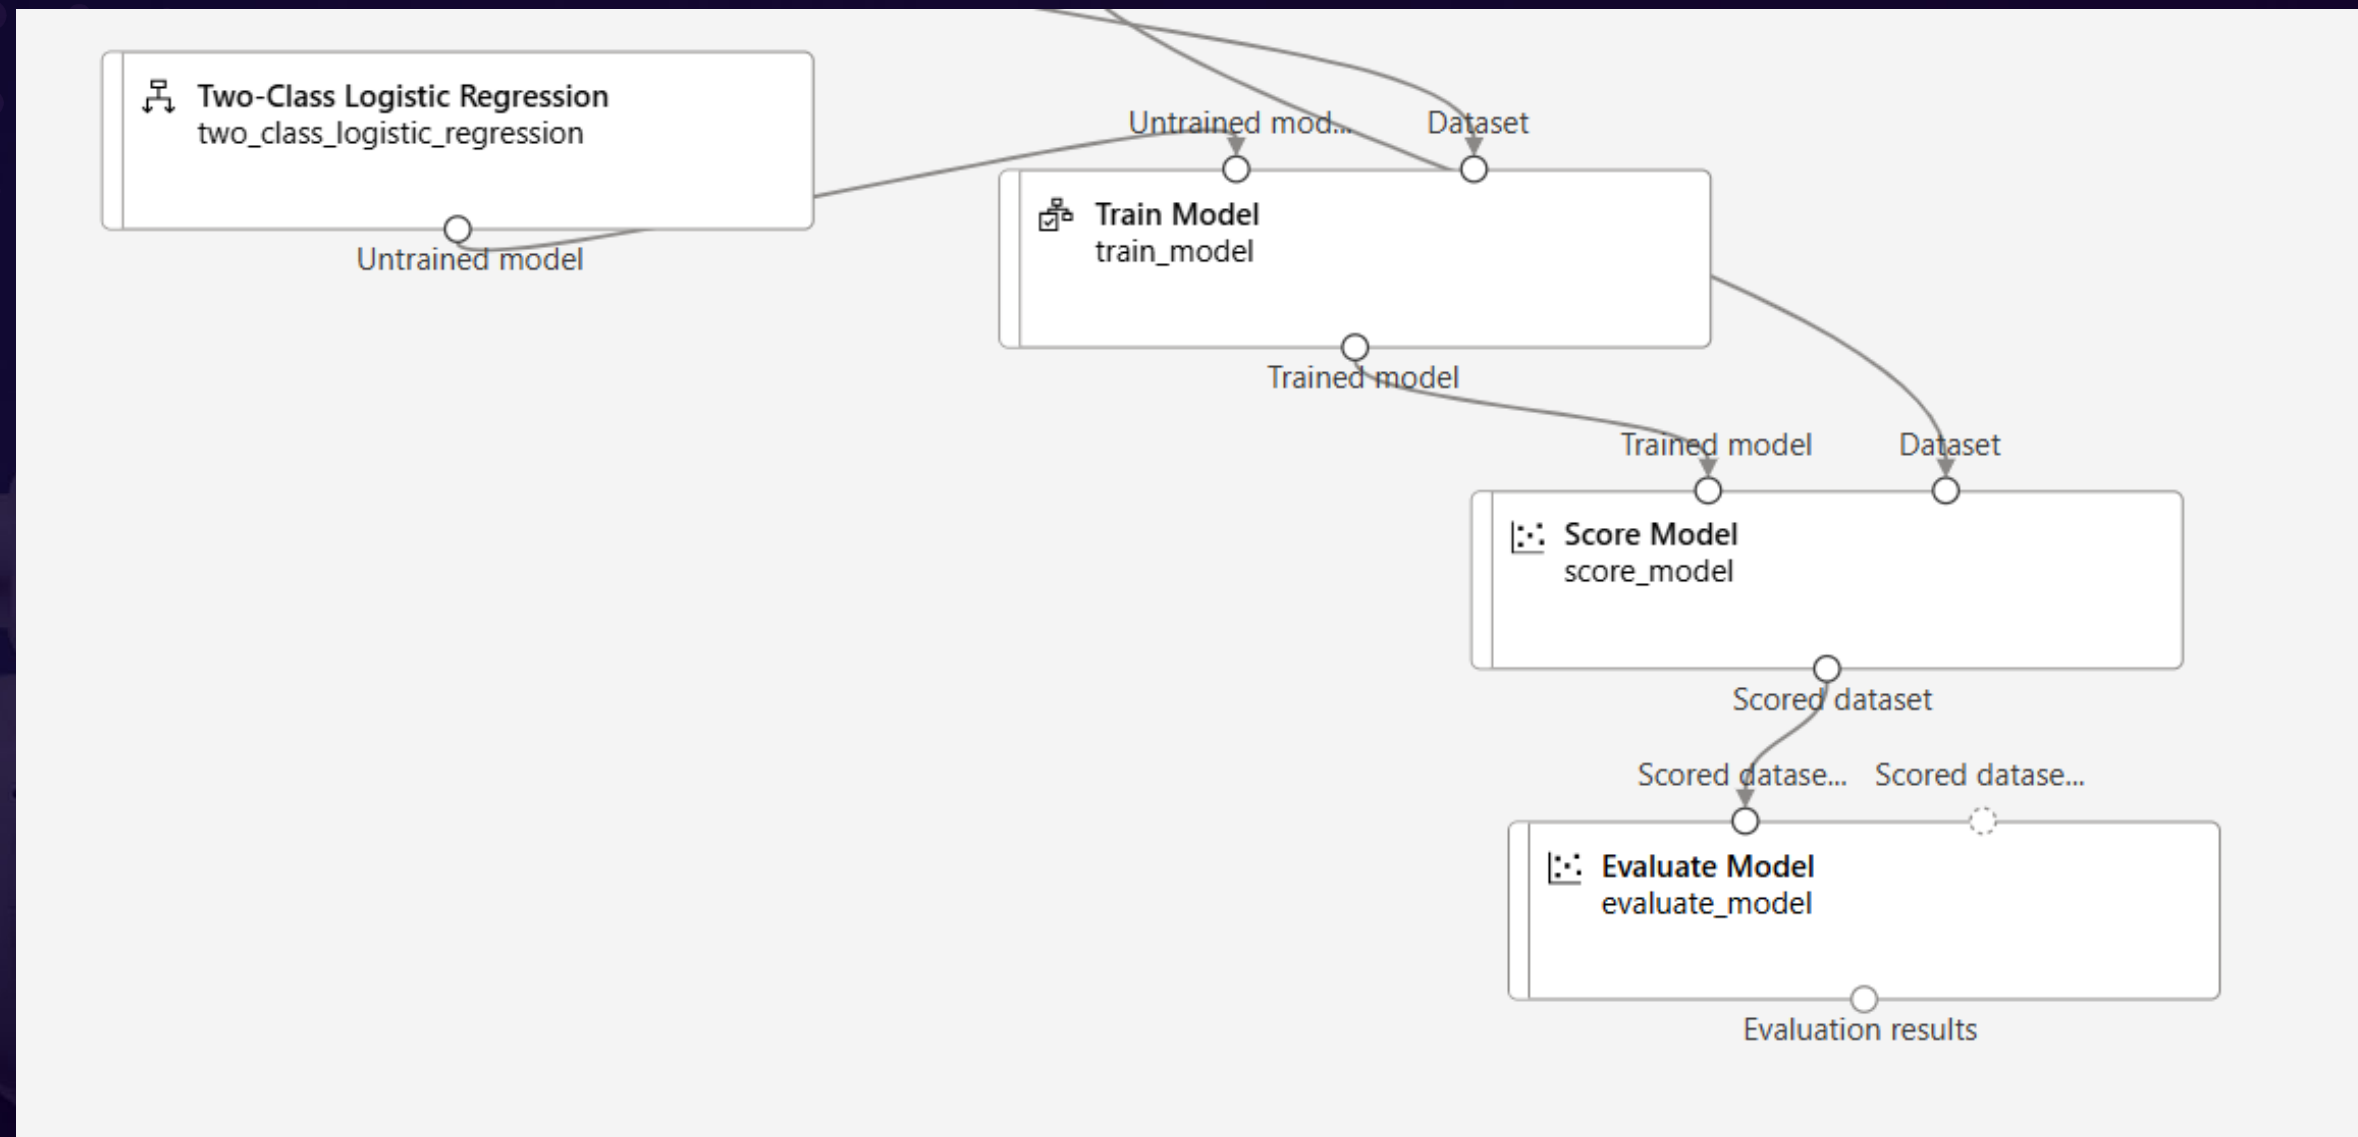 Two-Class Logistic Regression
two_class_logistic_regression
Untrained model
Untrained mod...
Dataset
Train Model
train_model
Trained model
Trained model
Dataset
Score Model
score_model
Scored dataset
Scored datase...
Scored datase...
Evaluate Model
evaluate_model
Evaluation results